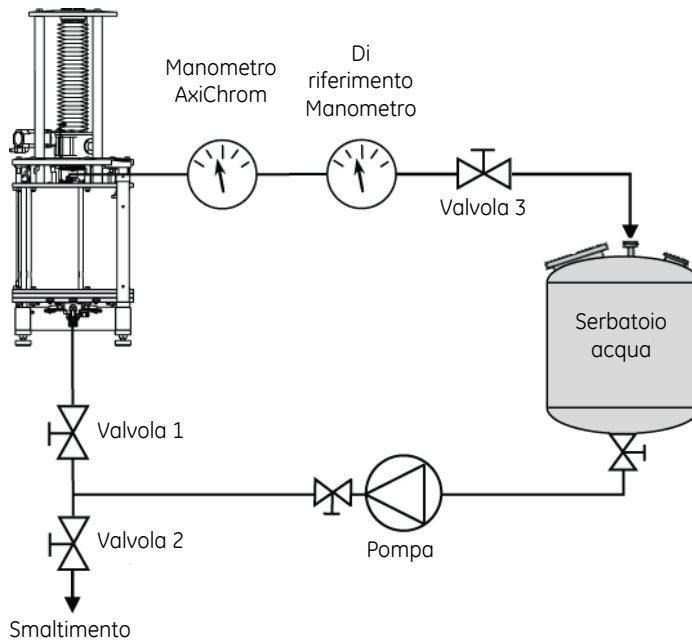 Manometro
AxiChrom
Di
riferimento
Manometro
Valvola 3
Serbatoio
acqua
Valvola 1
Valvola 2
Pompa
Smaltimento